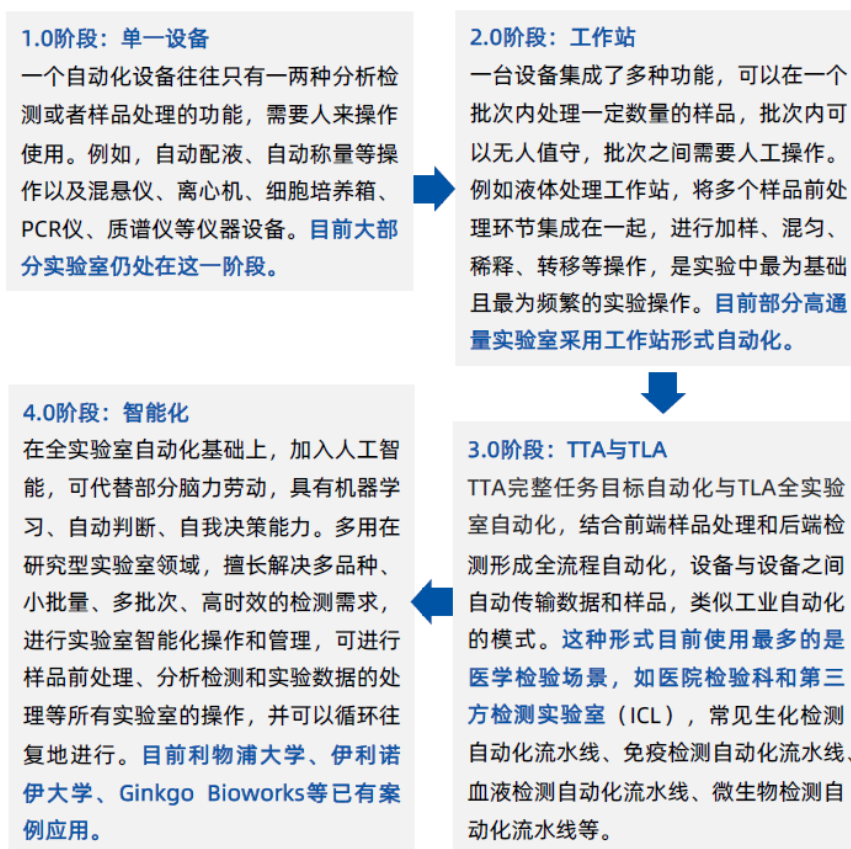 1.0阶段：单一设备
一个自动化设备往往只有一两种分析检
测或者样品处理的功能，需要人来操作
使用。例如，自动配液、自动称量等操
作以及混悬仪、离心机、细胞培养箱、
PCR仪、质谱仪等仪器设备。目前大部
分实验室仍处在这一阶段。
2.0阶段：工作站
一台设备集成了多种功能，可以在一个
批次内处理一定数量的样品，批次内可
以无人值守，批次之间需要人工操作。
例如液体处理工作站，将多个样品前处
理环节集成在一起，进行加样、混匀、
稀释、转移等操作，是实验中最为基础
且最为频繁的实验操作。目前部分高通
量实验室采用工作站形式自动化。
3.0阶段：TTA与TLA
TTA完整任务目标自动化与TLA全实验
室自动化，结合前端样品处理和后端检
测形成全流程自动化，设备与设备之间
自动传输数据和样品，类似工业自动化
的模式。这种形式目前使用最多的是
医学检验场景，如医院检验科和第三
方检测实验室（ICL），常见生化检测
自动化流水线、免疫检测自动化流水线、
血液检测自动化流水线、微生物检测自
动化流水线等。
4.0阶段：智能化
在全实验室自动化基础上，加入人工智
能，可代替部分脑力劳动，具有机器学
习、自动判断、自我决策能力。多用在
研究型实验室领域，擅长解决多品种、
小批量、多批次、高时效的检测需求，
进行实验室智能化操作和管理，可进行
样品前处理、分析检测和实验数据的处
理等所有实验室的操作，并可以循环往
复地进行。目前利物浦大学、伊利诺
伊大学、Ginkgo Bioworks等已有案
例应用。